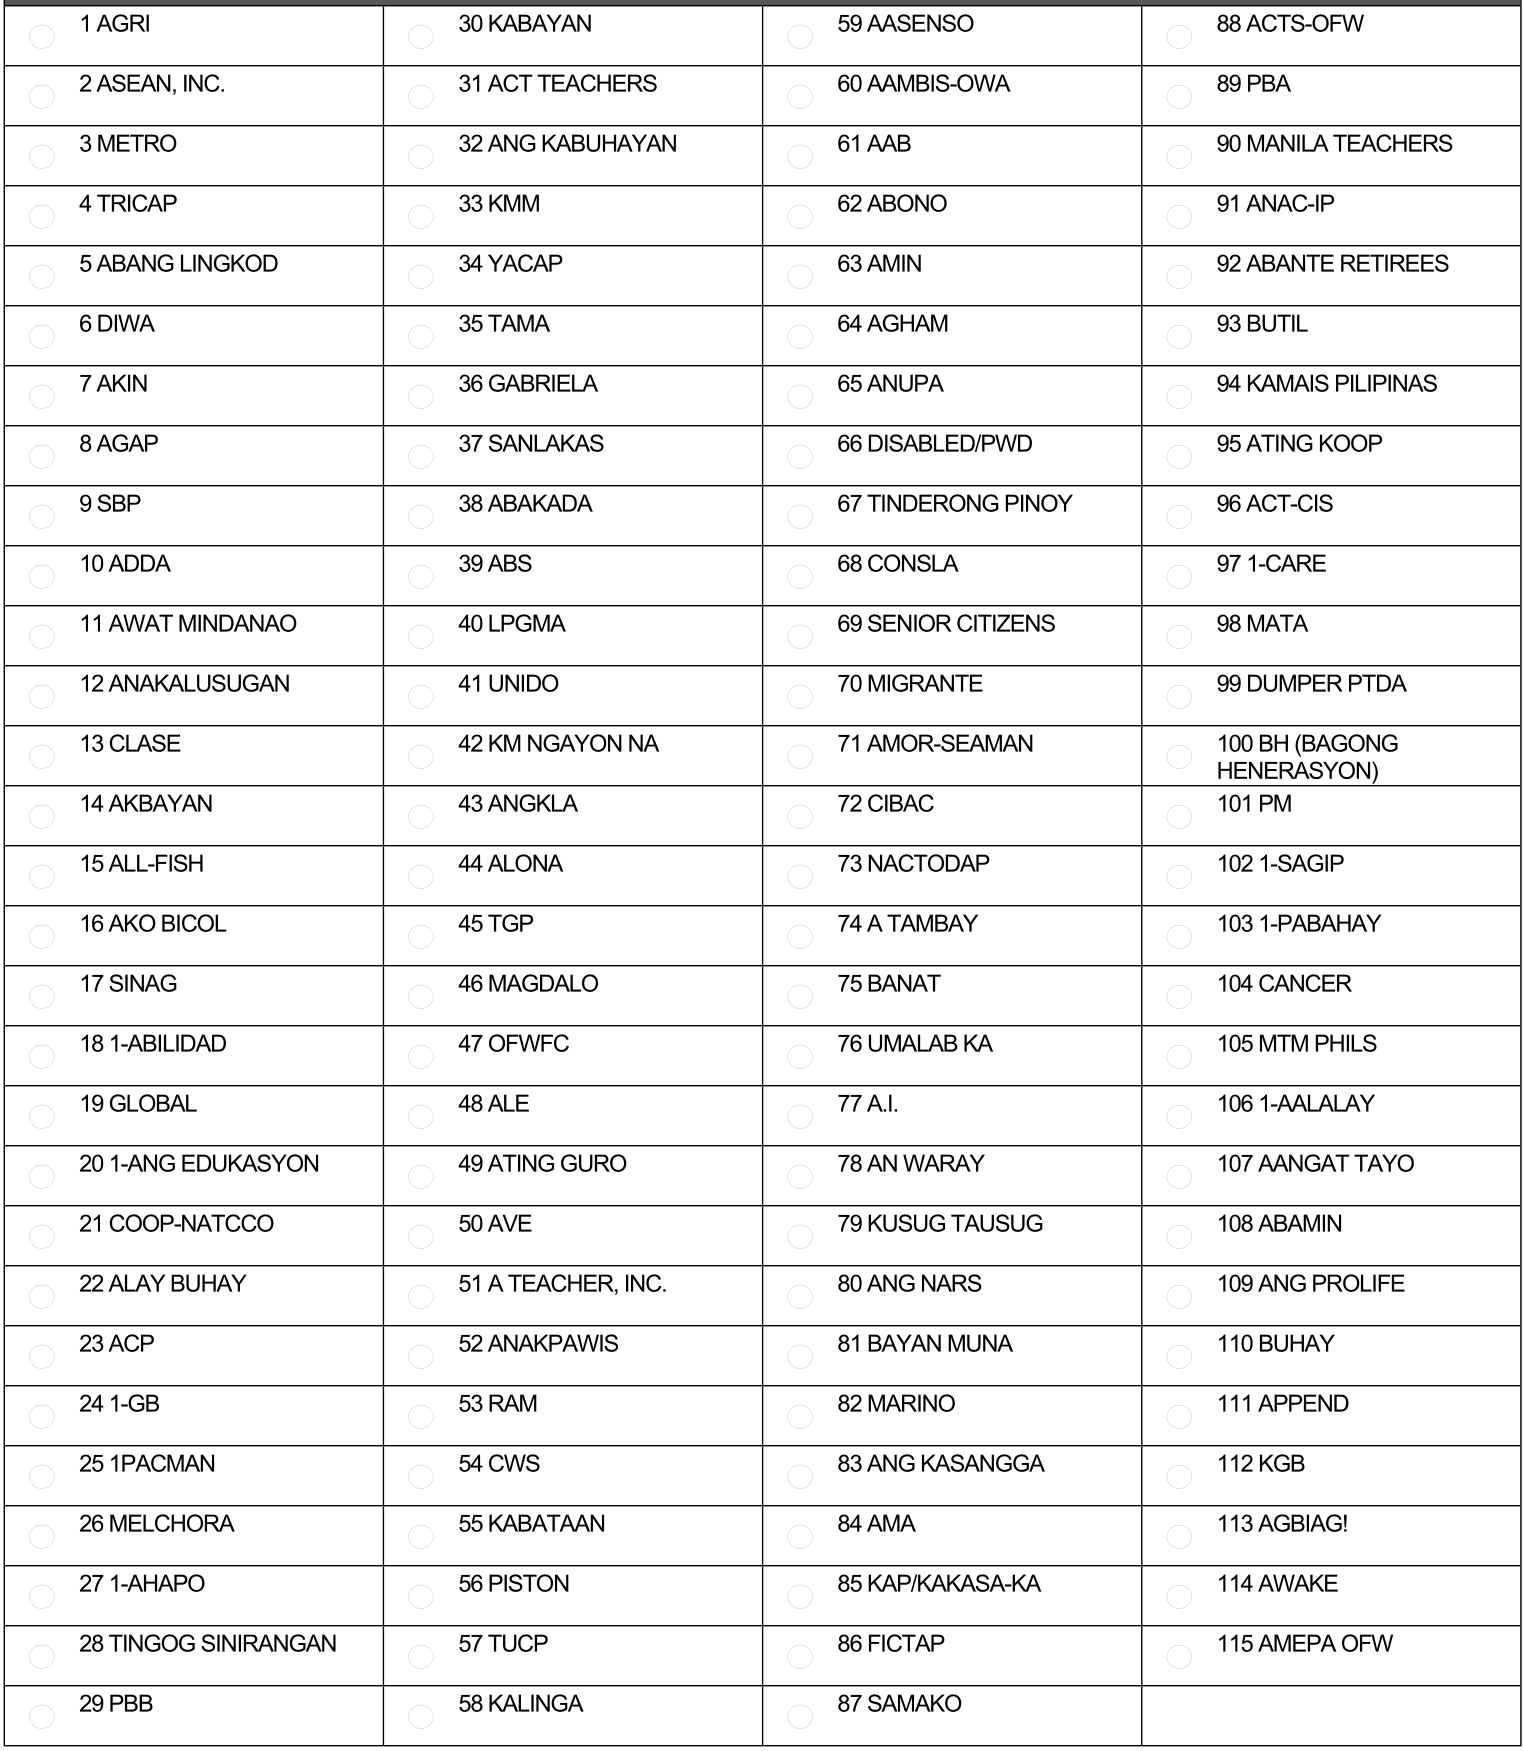 1 AGRI
2 ASEAN, INC.
3 METRO
4 TRICAP
5 ABANG LINGKOD
6 DIWA
7 AKIN
8 AGAP
9 SBP
10 ADDA
11 AWAT MINDANAO
12 ANAKALUSUGAN
13 CLASE
14 AKBAYAN
15 ALL-FISH
16 AKO BICOL
17 SINAG
18 1-ABILIDAD
19 GLOBAL
20 1-ANG EDUKASYON
21 COOP-NATCCO
22 ALAY BUHAY
23 ACP
24 1-GB
25 1PACMAN
26 MELCHORA
27 1-AHAPO
28 TINGOG SINIRANGAN
29 PBB
30 KABAYAN
31 ACT TEACHERS
32 ANG KABUHAYAN
33 KMM
34 YACAP
35 TAMA
36 GABRIELA
37 SANLAKAS
38 ABAKADA
39 ABS
40 LPGMA
41 UNIDO
42 KM NGAYON NA
43 ANGKLA
44 ALONA
45 TGP
46 MAGDALO
47 OFWFC
48 ALE
49 ATING GURO
50 AVE
51 A TEACHER, INC.
52 ANAKPAWIS
53 RAM
54 CWS
55 KABATAAN
56 PISTON
57 TUCP
58 KALINGA
59 AASENSO
60 AAMBIS-OWA
61 AAB
62 ABONO
63 AMIN
64 AGHAM
65 ANUPA
66 DISABLED/PWD
67 TINDERONG PINOY
68 CONSLA
69 SENIOR CITIZENS
70 MIGRANTE
71 AMOR-SEAMAN
72 CIBAC
73 NACTODAP
74 A TAMBAY
75 BANAT
76 UMALAB KA
77 A.I.
78 AN WARAY
79 KUSUG TAUSUG
80 ANG NARS
81 BAYAN MUNA
82 MARINO
83 ANG KASANGGA
84 AMA
85 KAP/KAKASA-KA
86 FICTAP
87 SAMAKO
88 ACTS-OFW
89 PBA
90 MANILA TEACHERS
91 ANAC-IP
92 ABANTE RETIREES
93 BUTIL
94 KAMAIS PILIPINAS
95 ATING KOOP
96 ACT-CIS
97 1-CARE
98 MATA
99 DUMPER PTDA
100 BH (BAGONG
HENERASYON)
101 PM
102 1-SAGIP
103 1-PABAHAY
104 CANCER
105 MTM PHILS
106 1-AALALAY
107 AANGAT TAYO
108 ABAMIN
109 ANG PROLIFE
110 BUHAY
111 APPEND
112 KGB
113 AGBIAG!
114 AWAKE
115 AMEPA OFW